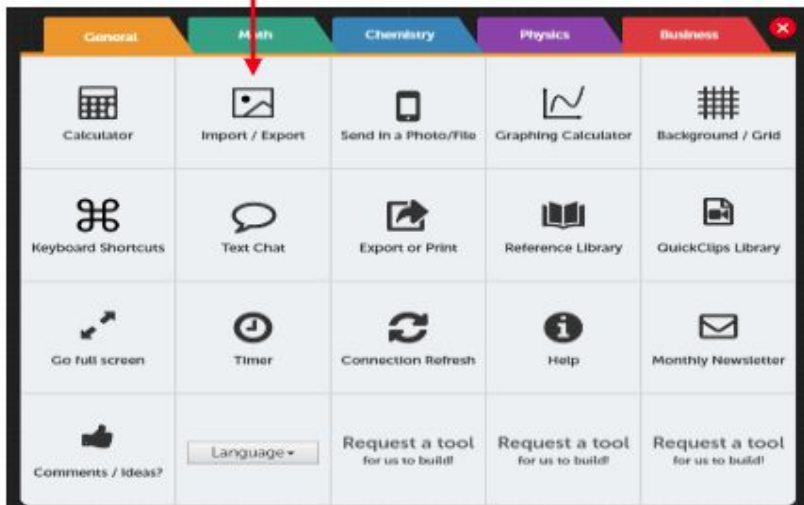 General
Math
Chemistry
Physics
Business
Calculator
Import / Export
Send in a Photo/File
Graphing Calculator
Background / Grid
Keyboard Shortcuts
Text Chat
Export or Print
Reference Library
QuickClips Library
Go full screen
Timer
Connection Refresh
Help
Monthly Newsletter
Comments / Ideas?
Language
Request a tool
for us to build!
Request a tool
for us to build!
Request a tool
for us to build!